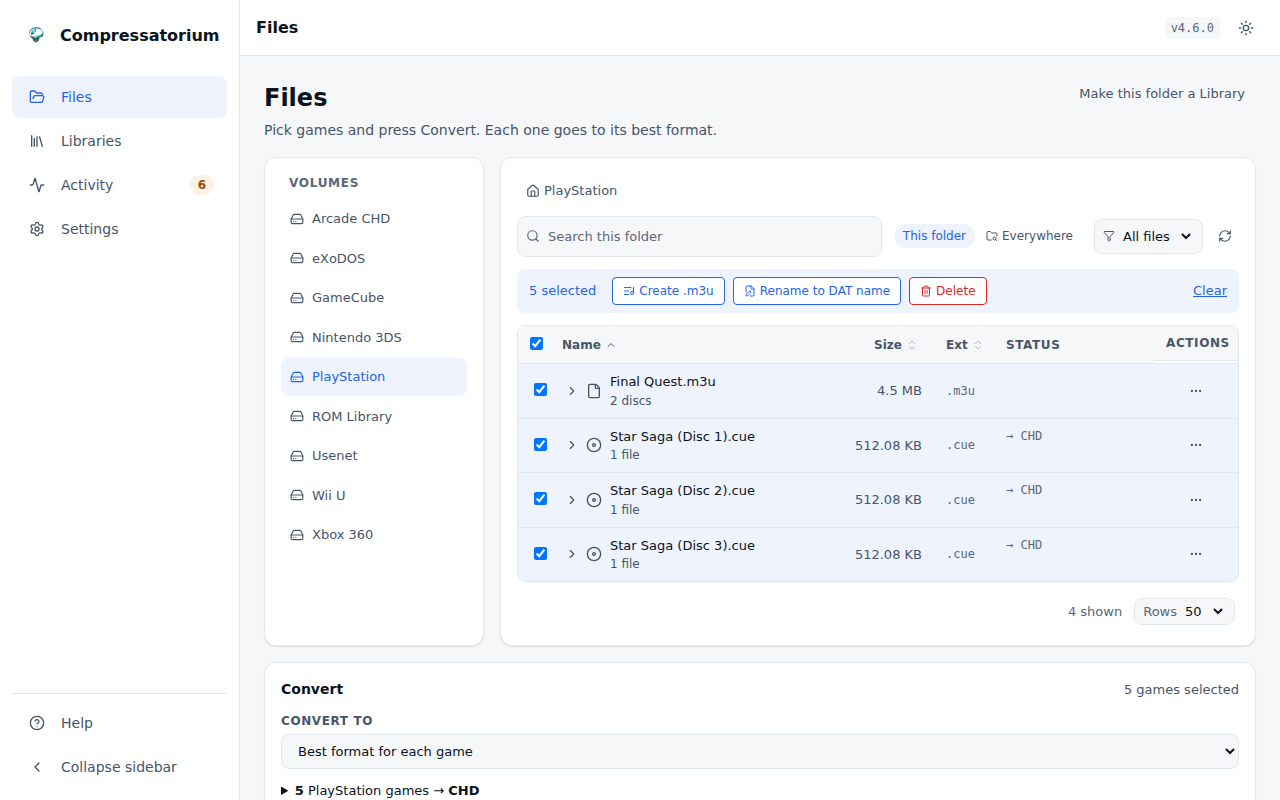 Compressatorium
Files
Libraries
Activity
6
Settings
Help
Collapse sidebar
Files
v4.6.0
Files
Make this folder a Library
Pick games and press Convert. Each one goes to its best format.
VOLUMES
Arcade CHD
eXoDOS
GameCube
Nintendo 3DS
PlayStation
ROM Library
Usenet
Wii U
Xbox 360
PlayStation
Search this folder
This folder
Everywhere
All files
5 selected
Create .m3u
Rename to DAT name
Delete
Clear
Name
Size
Ext
STATUS
ACTIONS
Final Quest.m3u
2 discs
4.5 MB
.m3u
Star Saga (Disc 1).cue
1 file
512.08 KB
.cue
→ CHD
Star Saga (Disc 2).cue
1 file
512.08 KB
.cue
→ CHD
Star Saga (Disc 3).cue
1 file
512.08 KB
.cue
→ CHD
4 shown
Rows 50
Convert
5 games selected
CONVERT TO
Best format for each game
5 PlayStation games → CHD